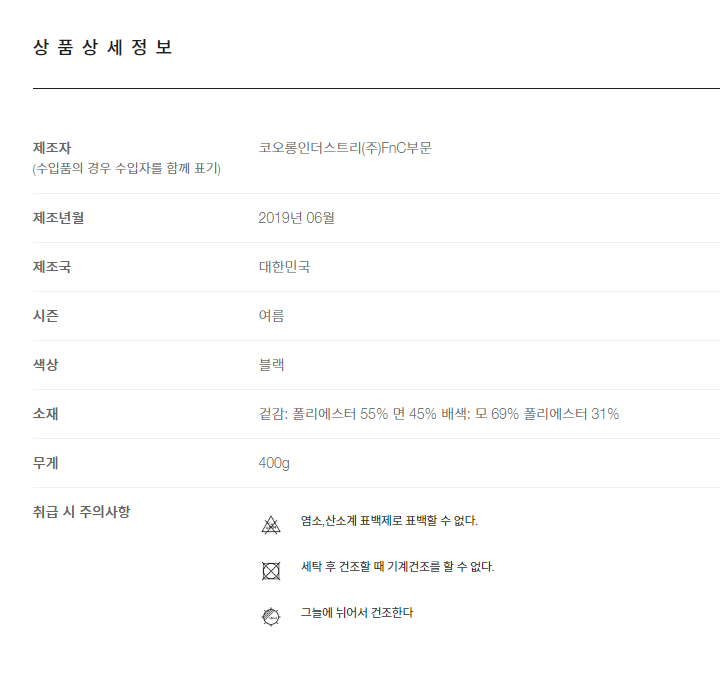 상품상세정보
제조자 코오롱인더스트리(주)FnC부문
(수입품의 경우 수입자를 함께 표기)
제조년월 2019년 06월
제조국 대한민국
시즌 여름
색상 블랙
소재 겉감: 폴리에스터 55% 면 45% 배색: 모 69% 폴리에스터 31%
무게 400g
취급 시 주의사항
염소,산소계 표백제로 표백할 수 없다.
세탁 후 건조할 때 기계건조를 할 수 없다.
그늘에 뉘어서 건조한다